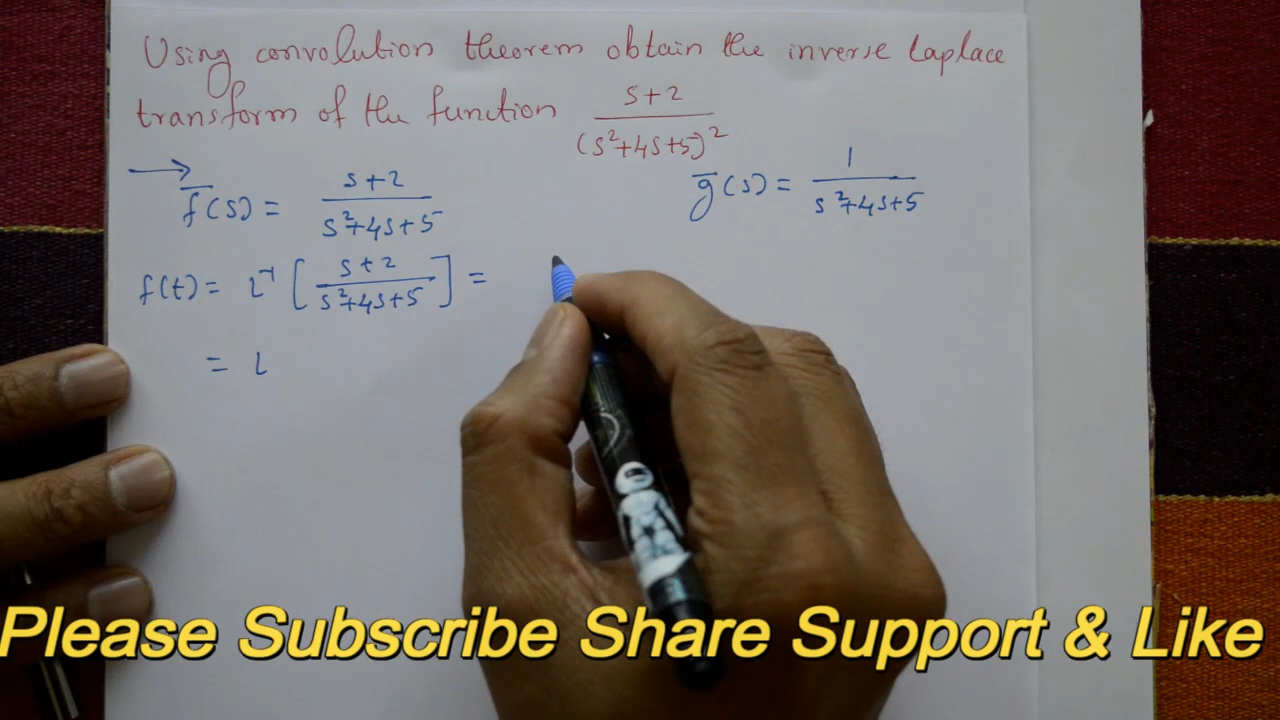 Using convolution theorem obtain the inverse Laplace
transform of the function s+2 / (s²+4s+5)²
→ f̅(s) = s+2 / s²+4s+5
g̅(s) = 1 / s²+4s+5
f(t) = L⁻¹ [ s+2 / s²+4s+5 ] =
= L
Please Subscribe Share Support & Like